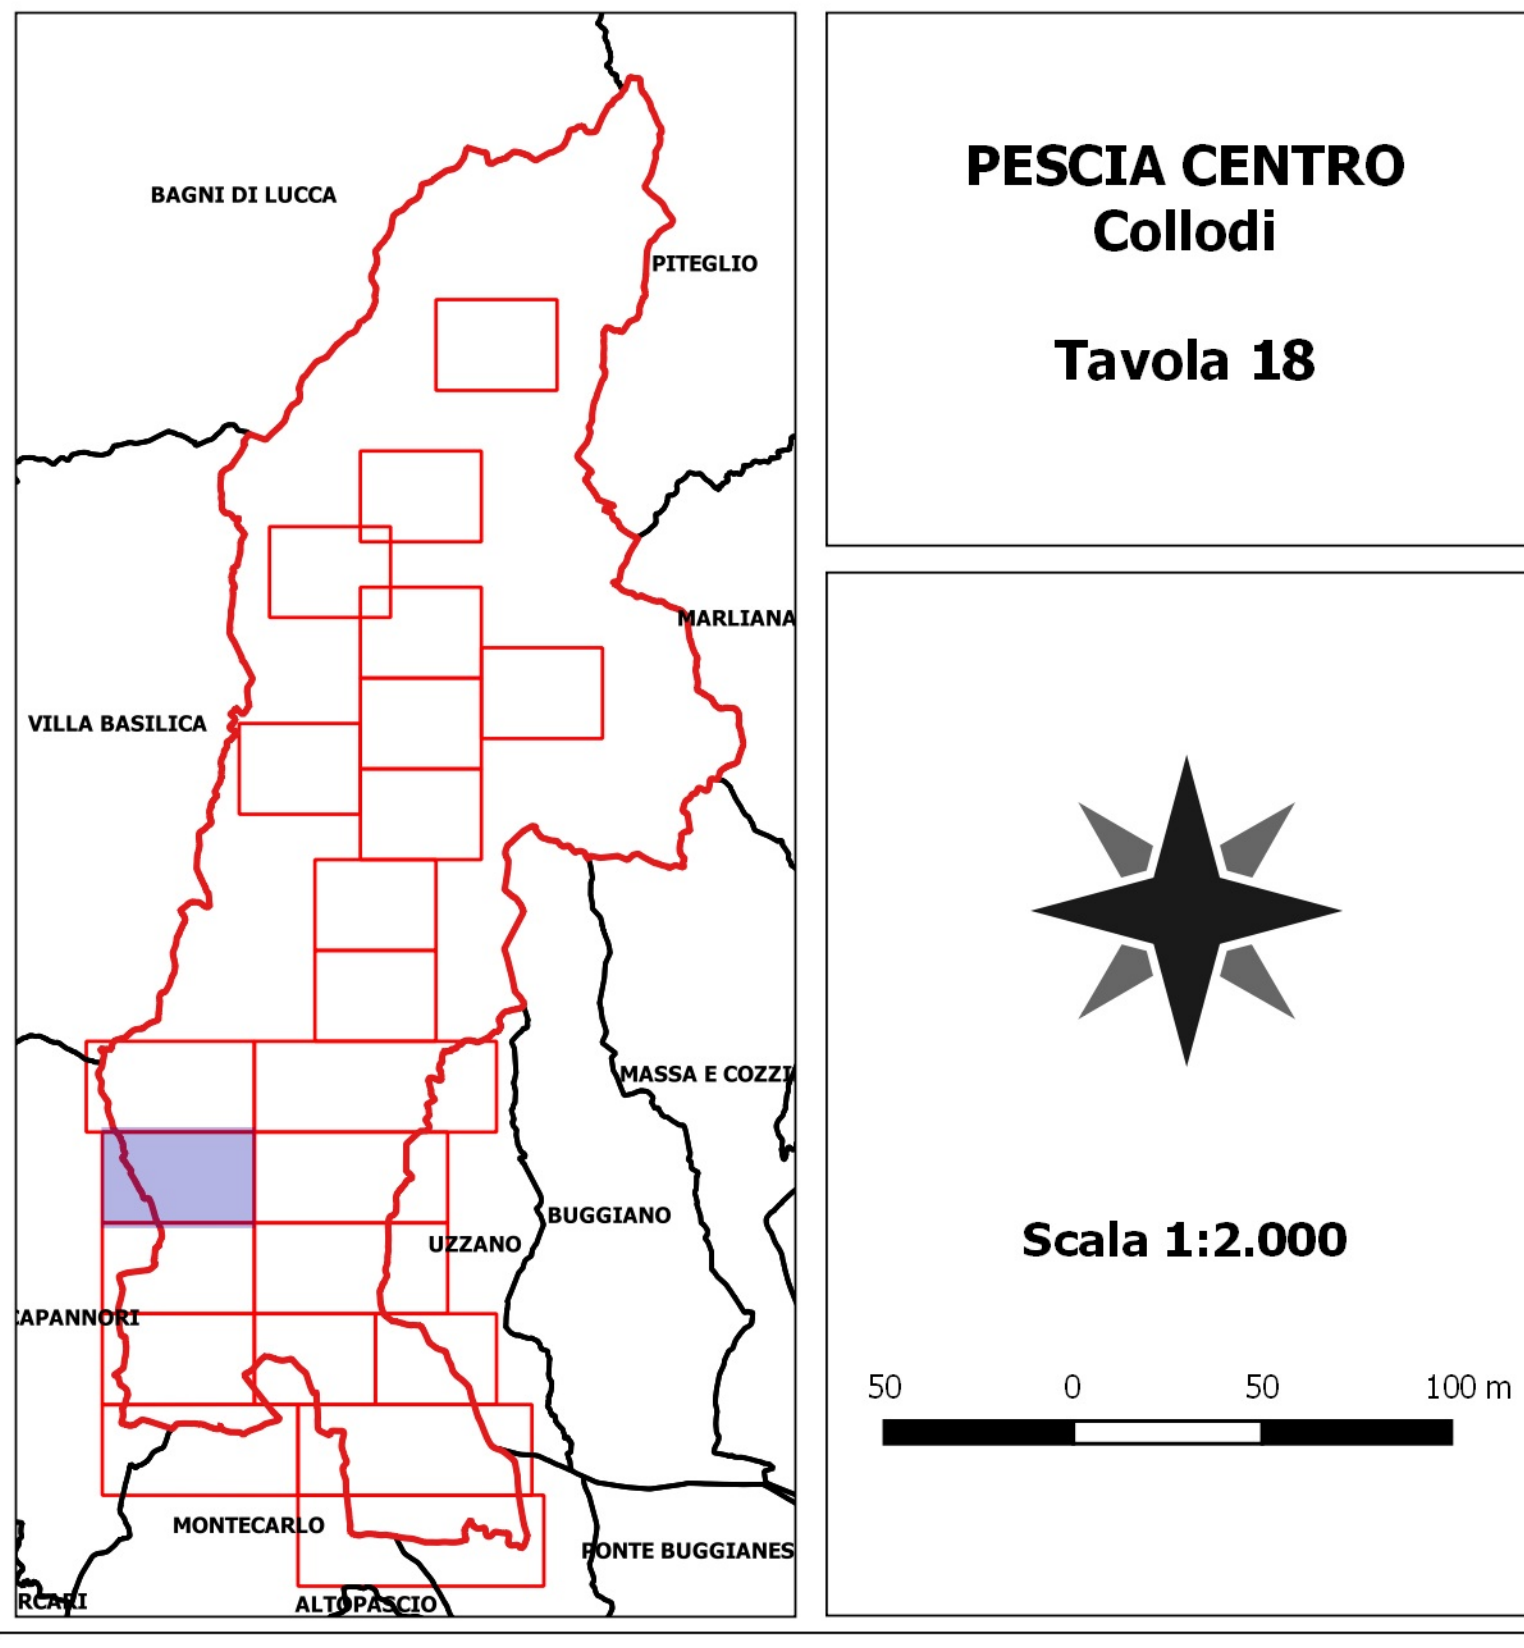 BAGNI DI LUCCA
PITEGLIO
MARLIANA
VILLA BASILICA
MASSA E COZZI
BUGGIANO
UZZANO
CAPANNORI
MONTECARLO
PONTE BUGGIANES
RCARI
ALTOPASCIO
PESCIA CENTRO
Collodi
Tavola 18
Scala 1:2.000
50 0 50 100 m